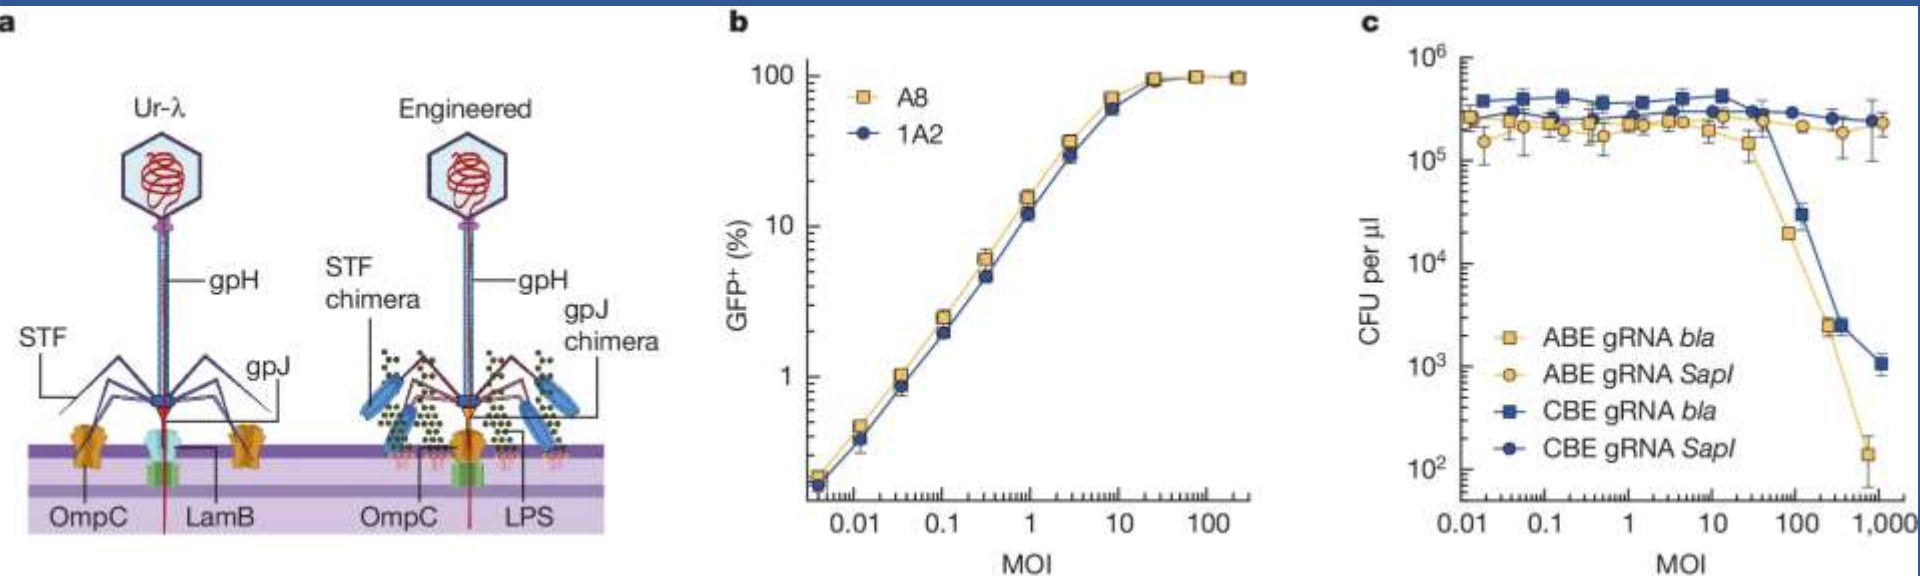 a
Ur-λ
Engineered
gpH
STF
gpJ
OmpC
LamB
STF
chimera
gpH
gpJ
chimera
OmpC
LPS
b
100
10
1
GFP⁺ (%)
A8
1A2
0.01 0.1 1 10 100
MOI
c
10⁶
10⁵
10⁴
10³
10²
CFU per µl
ABE gRNA bla
ABE gRNA SapI
CBE gRNA bla
CBE gRNA SapI
0.01 0.1 1 10 100 1,000
MOI